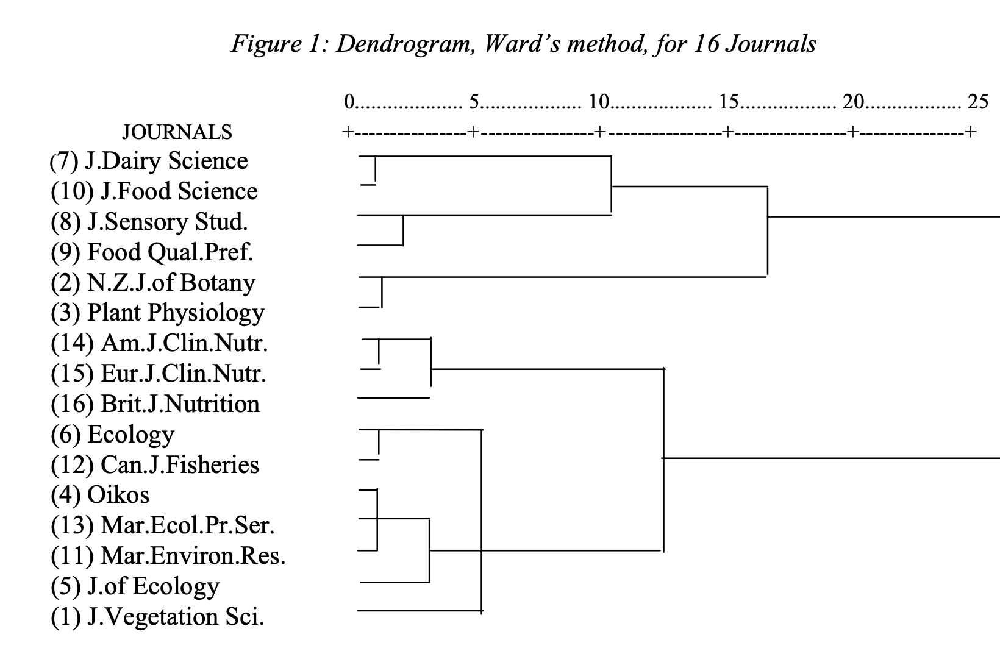 Figure 1: Dendrogram, Ward’s method, for 16 Journals
0.................... 5................... 10................... 15.................. 20.................. 25
JOURNALS +----------------+----------------+----------------+----------------+---------------+
(7) J.Dairy Science
(10) J.Food Science
(8) J.Sensory Stud.
(9) Food Qual.Pref.
(2) N.Z.J.of Botany
(3) Plant Physiology
(14) Am.J.Clin.Nutr.
(15) Eur.J.Clin.Nutr.
(16) Brit.J.Nutrition
(6) Ecology
(12) Can.J.Fisheries
(4) Oikos
(13) Mar.Ecol.Pr.Ser.
(11) Mar.Environ.Res.
(5) J.of Ecology
(1) J.Vegetation Sci.